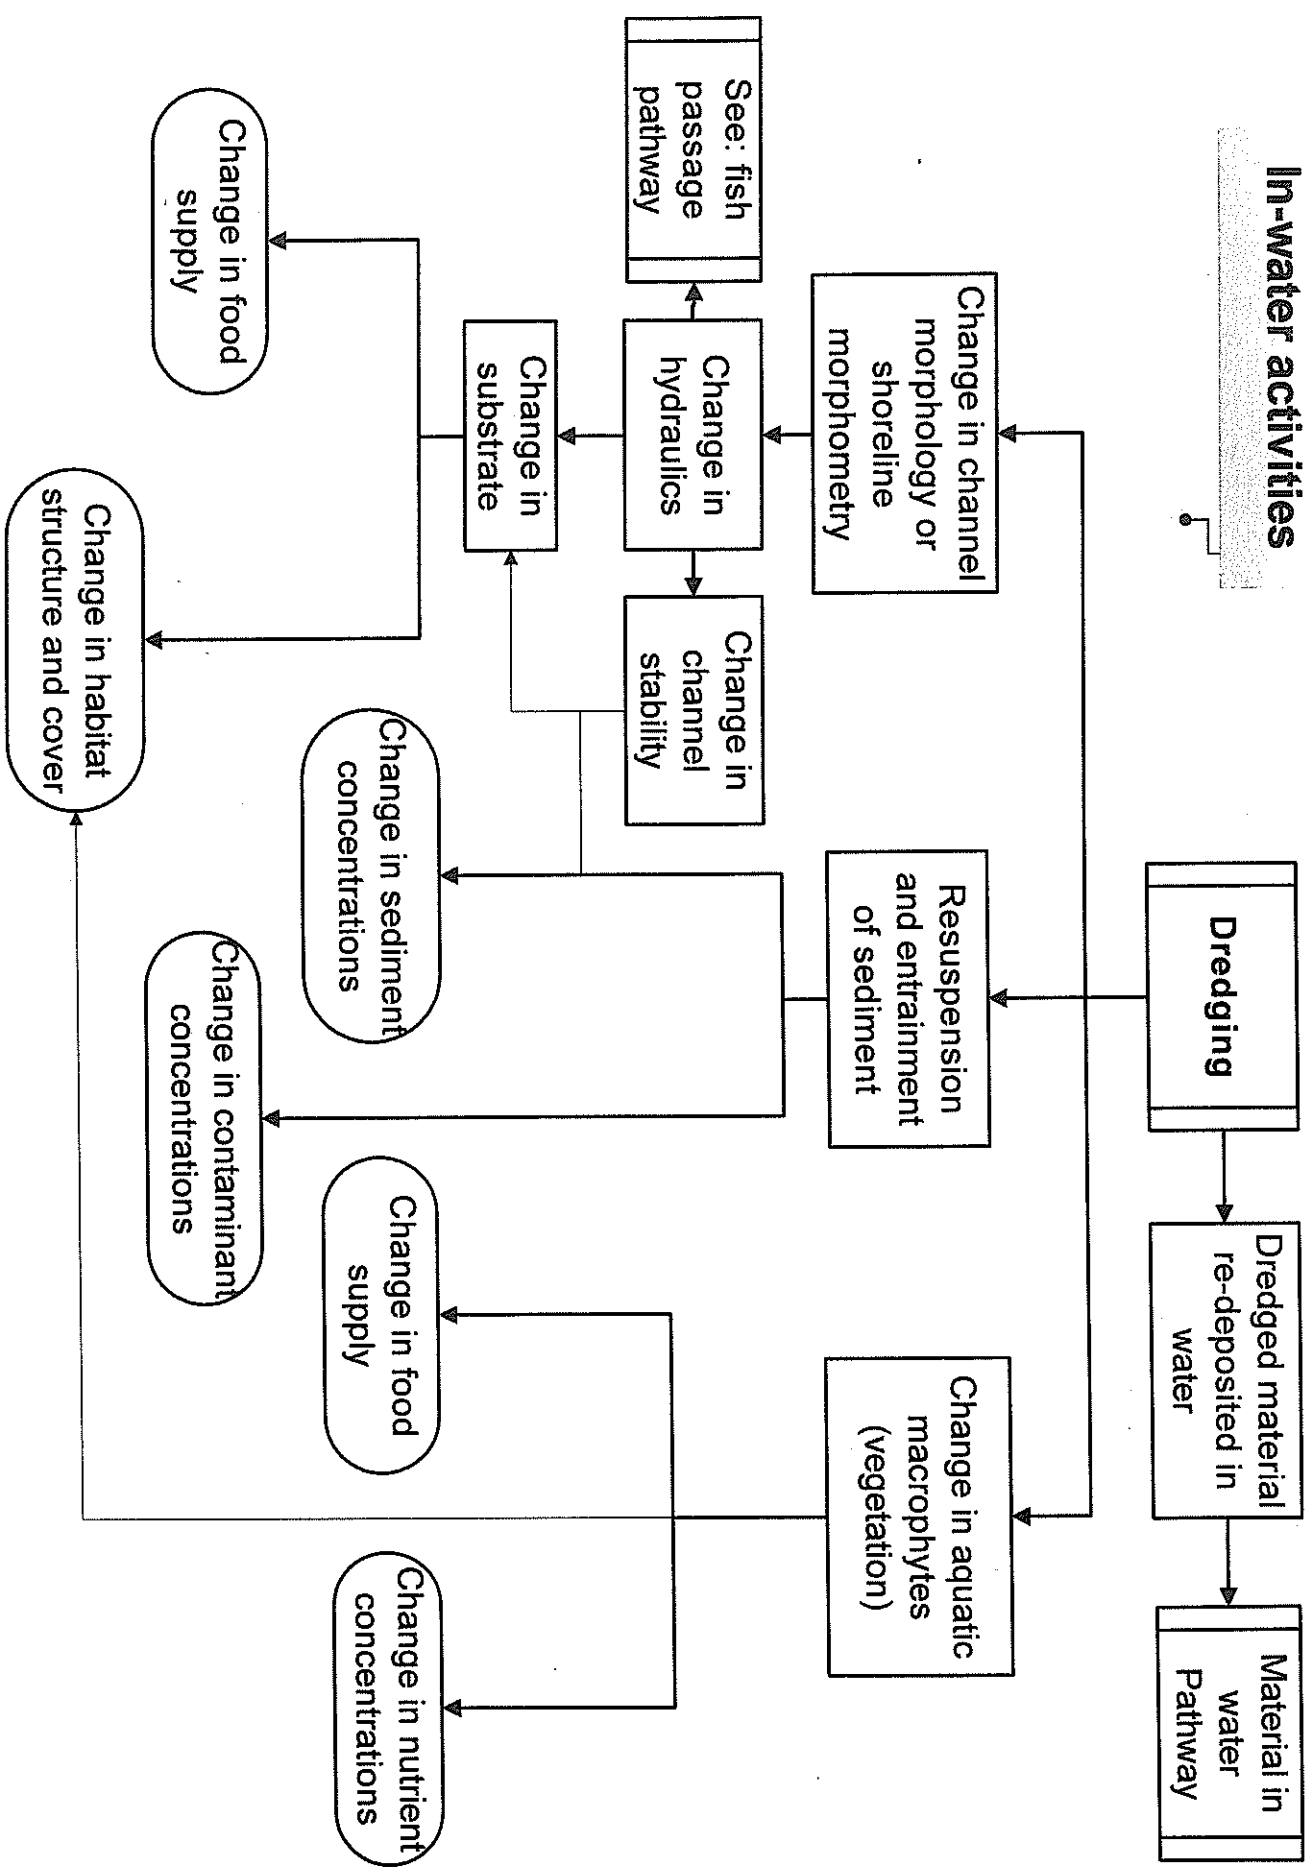 In-water activities
Dredging
Dredged material
re-deposited in
water
Material in
water
Pathway
Change in channel
morphology or
shoreline
morphometry
Resuspension
and entrainment
of sediment
Change in aquatic
macrophytes
(vegetation)
See: fish
passage
pathway
Change in
hydraulics
Change in
channel
stability
Change in
substrate
Change in sediment
concentrations
Change in food
supply
Change in nutrient
concentrations
Change in food
supply
Change in contaminant
concentrations
Change in habitat
structure and cover